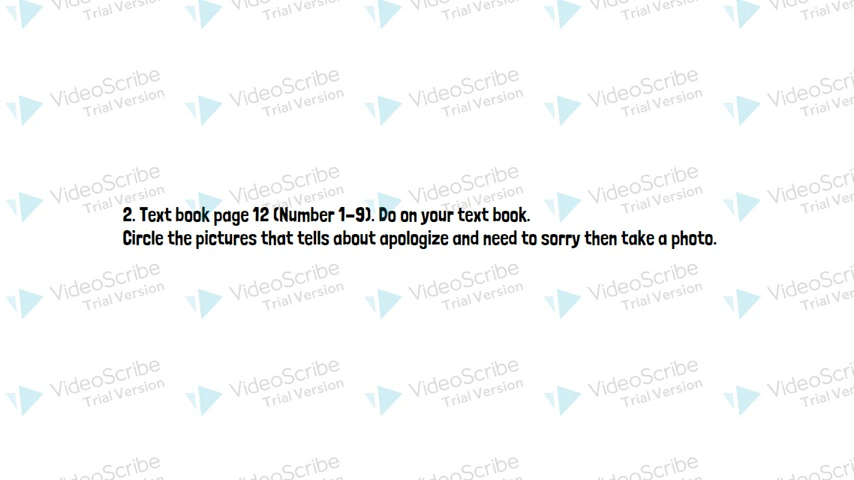 VideoScribe
Trial Version
2. Text book page 12 (Number 1-9). Do on your text book.
Circle the pictures that tells about apologize and need to sorry then take a photo.